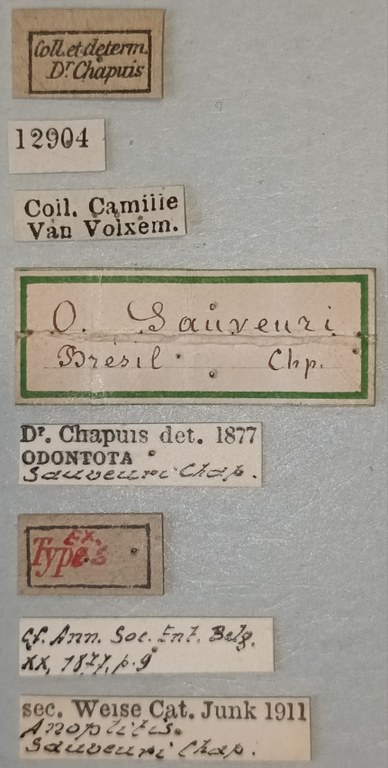 Coll. et determ.
Dr. Chapuis
12904
Coll. Camille
Van Volxem.
O. Sauveuri
Brésil Chp.
Dr. Chapuis det. 1877
ODONTOTA
Sauveuri Chap.
Ex.
Types
cf. Ann. Soc. Ent. Belg.
XX, 1877, p. 9
sec. Weise Cat. Junk 1911
Anoplitis.
Sauveuri Chap.